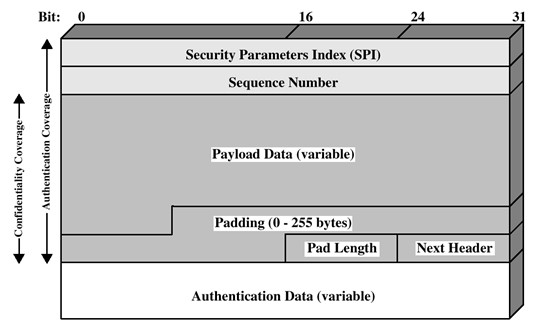 Bit: 0 16 24 31
Security Parameters Index (SPI)
Sequence Number
Confidentiality Coverage
Authentication Coverage
Payload Data (variable)
Padding (0 - 255 bytes)
Pad Length Next Header
Authentication Data (variable)